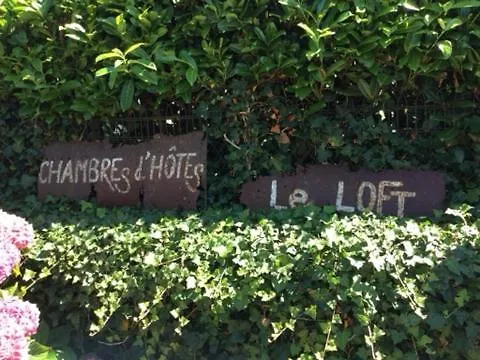 CHAMBRES d'HÔTES
Le LOFT